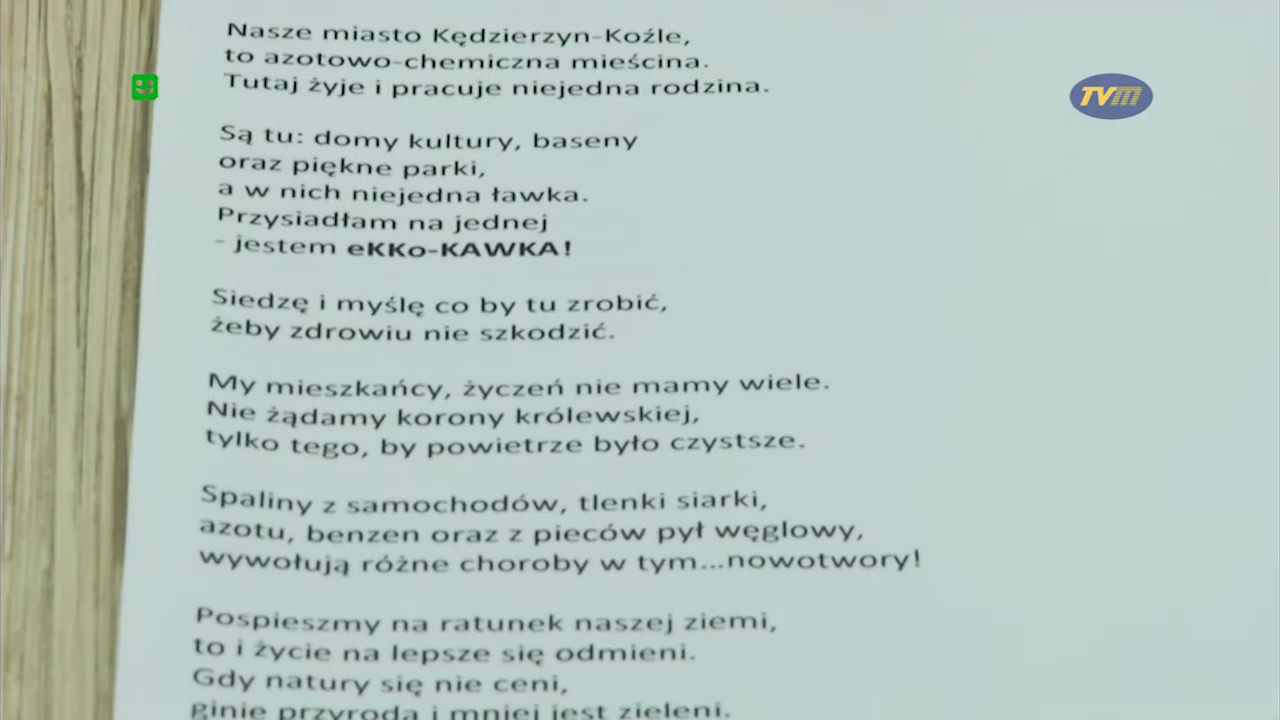 Nasze miasto Kędzierzyn-Koźle,
to azotowo-chemiczna mieścina.
Tutaj żyje i pracuje niejedna rodzina.
TVM
Są tu: domy kultury, baseny
oraz piękne parki,
a w nich niejedna ławka.
Przysiadłam na jednej
- jestem eKKo-KAWKA!
Siedzę i myślę co by tu zrobić,
żeby zdrowiu nie szkodzić.
My mieszkańcy, życzeń nie mamy wiele.
Nie żądamy korony królewskiej,
tylko tego, by powietrze było czystsze.
Spaliny z samochodów, tlenki siarki,
azotu, benzen oraz z pieców pył węglowy,
wywołują różne choroby w tym...nowotwory!
Pospieszmy na ratunek naszej ziemi,
to i życie na lepsze się odmieni.
Gdy natury się nie ceni,
ginie przyroda i mniej jest zieleni.